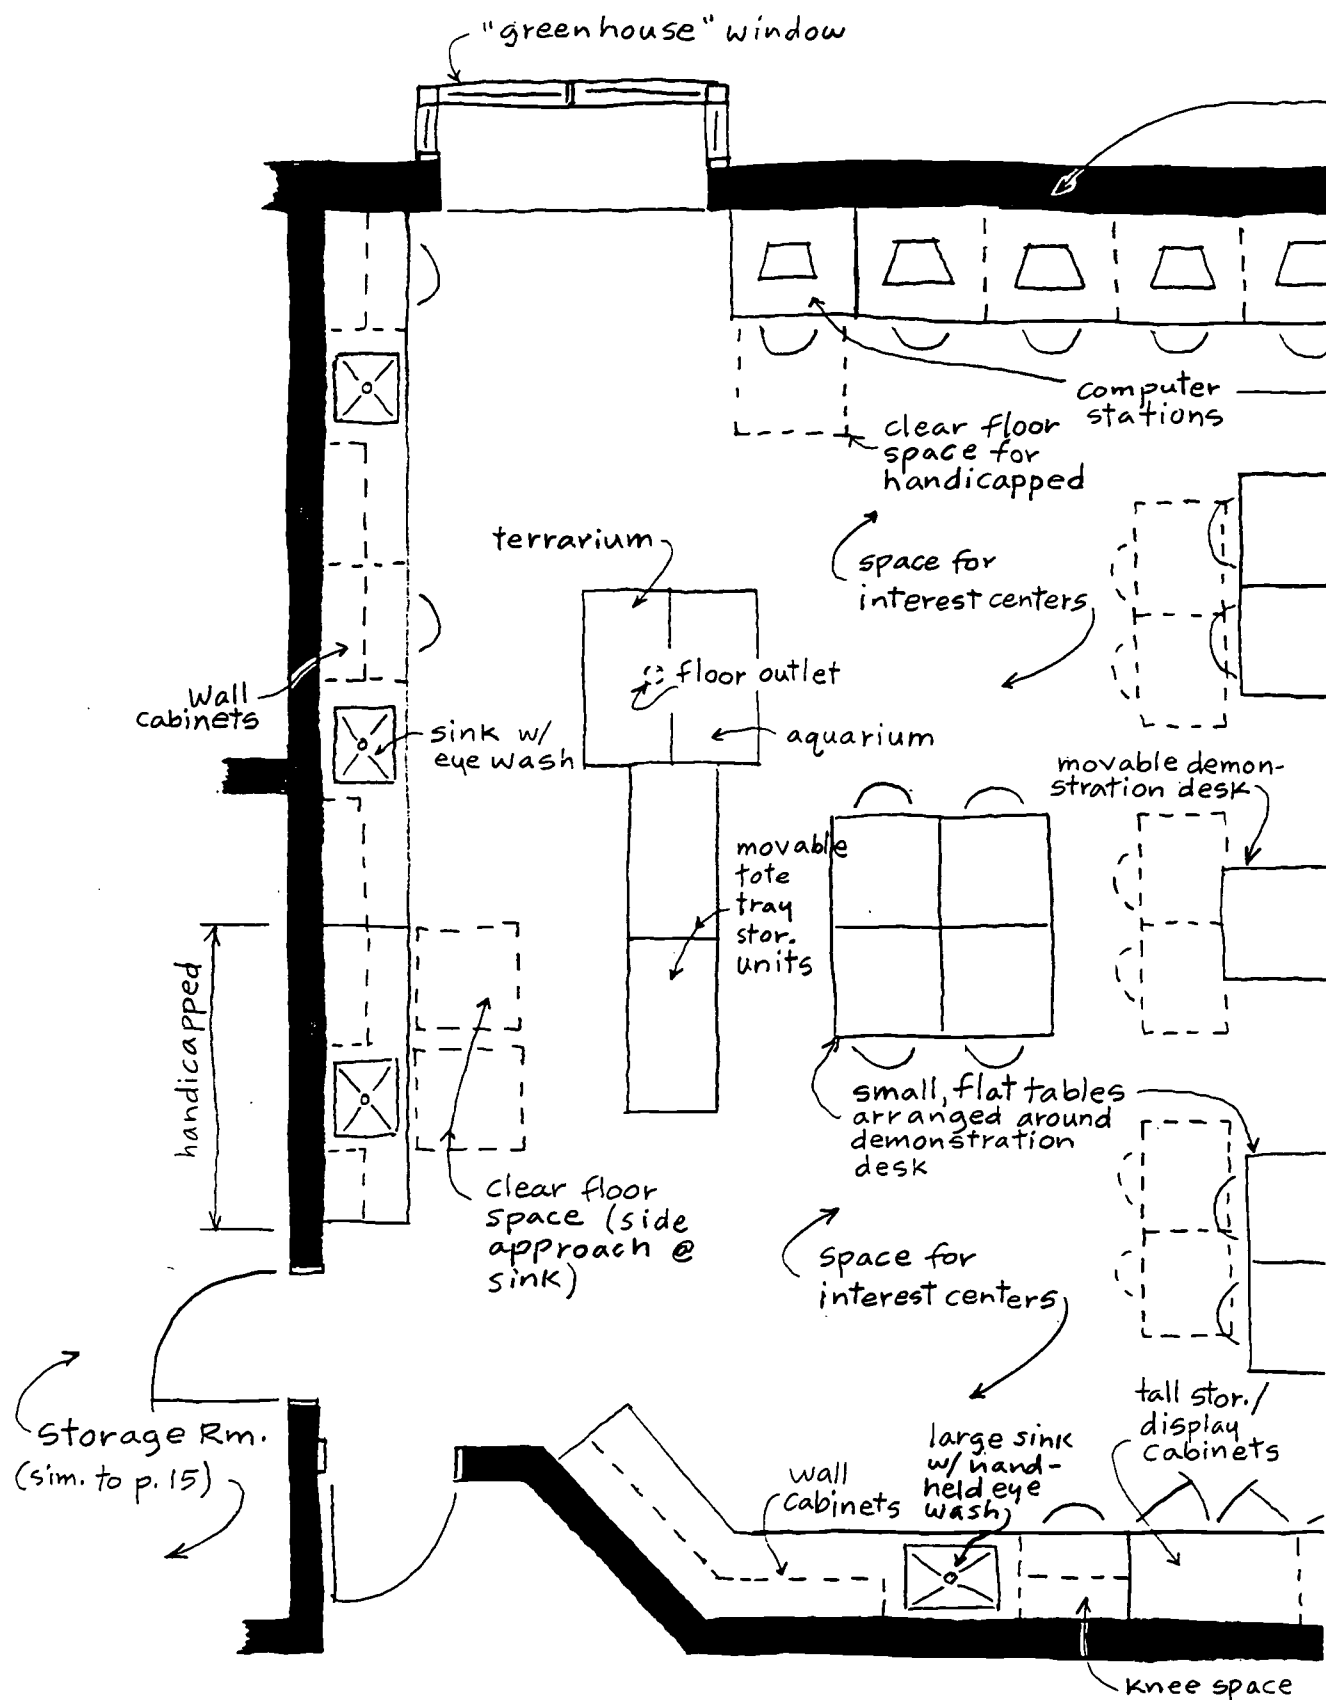 "greenhouse" window
computer
stations
clear floor
space for
handicapped
terrarium
space for
interest centers
floor outlet
wall
cabinets
sink w/
eye wash
aquarium
movable demon-
stration desk
movable
tote
tray
stor.
units
handicapped
small, flat tables
arranged around
demonstration
desk
clear floor
space (side
approach @
sink)
space for
interest centers
Storage Rm.
(sim. to p. 15)
tall stor./
display
cabinets
large sink
w/ hand-
held eye
wash
wall
cabinets
knee space